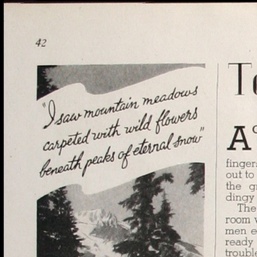 42
"I saw mountain meadows
carpeted with wild flowers
beneath peaks of eternal snow"
A
finger
out to
the
dingy
The
room
men
ready
trouble